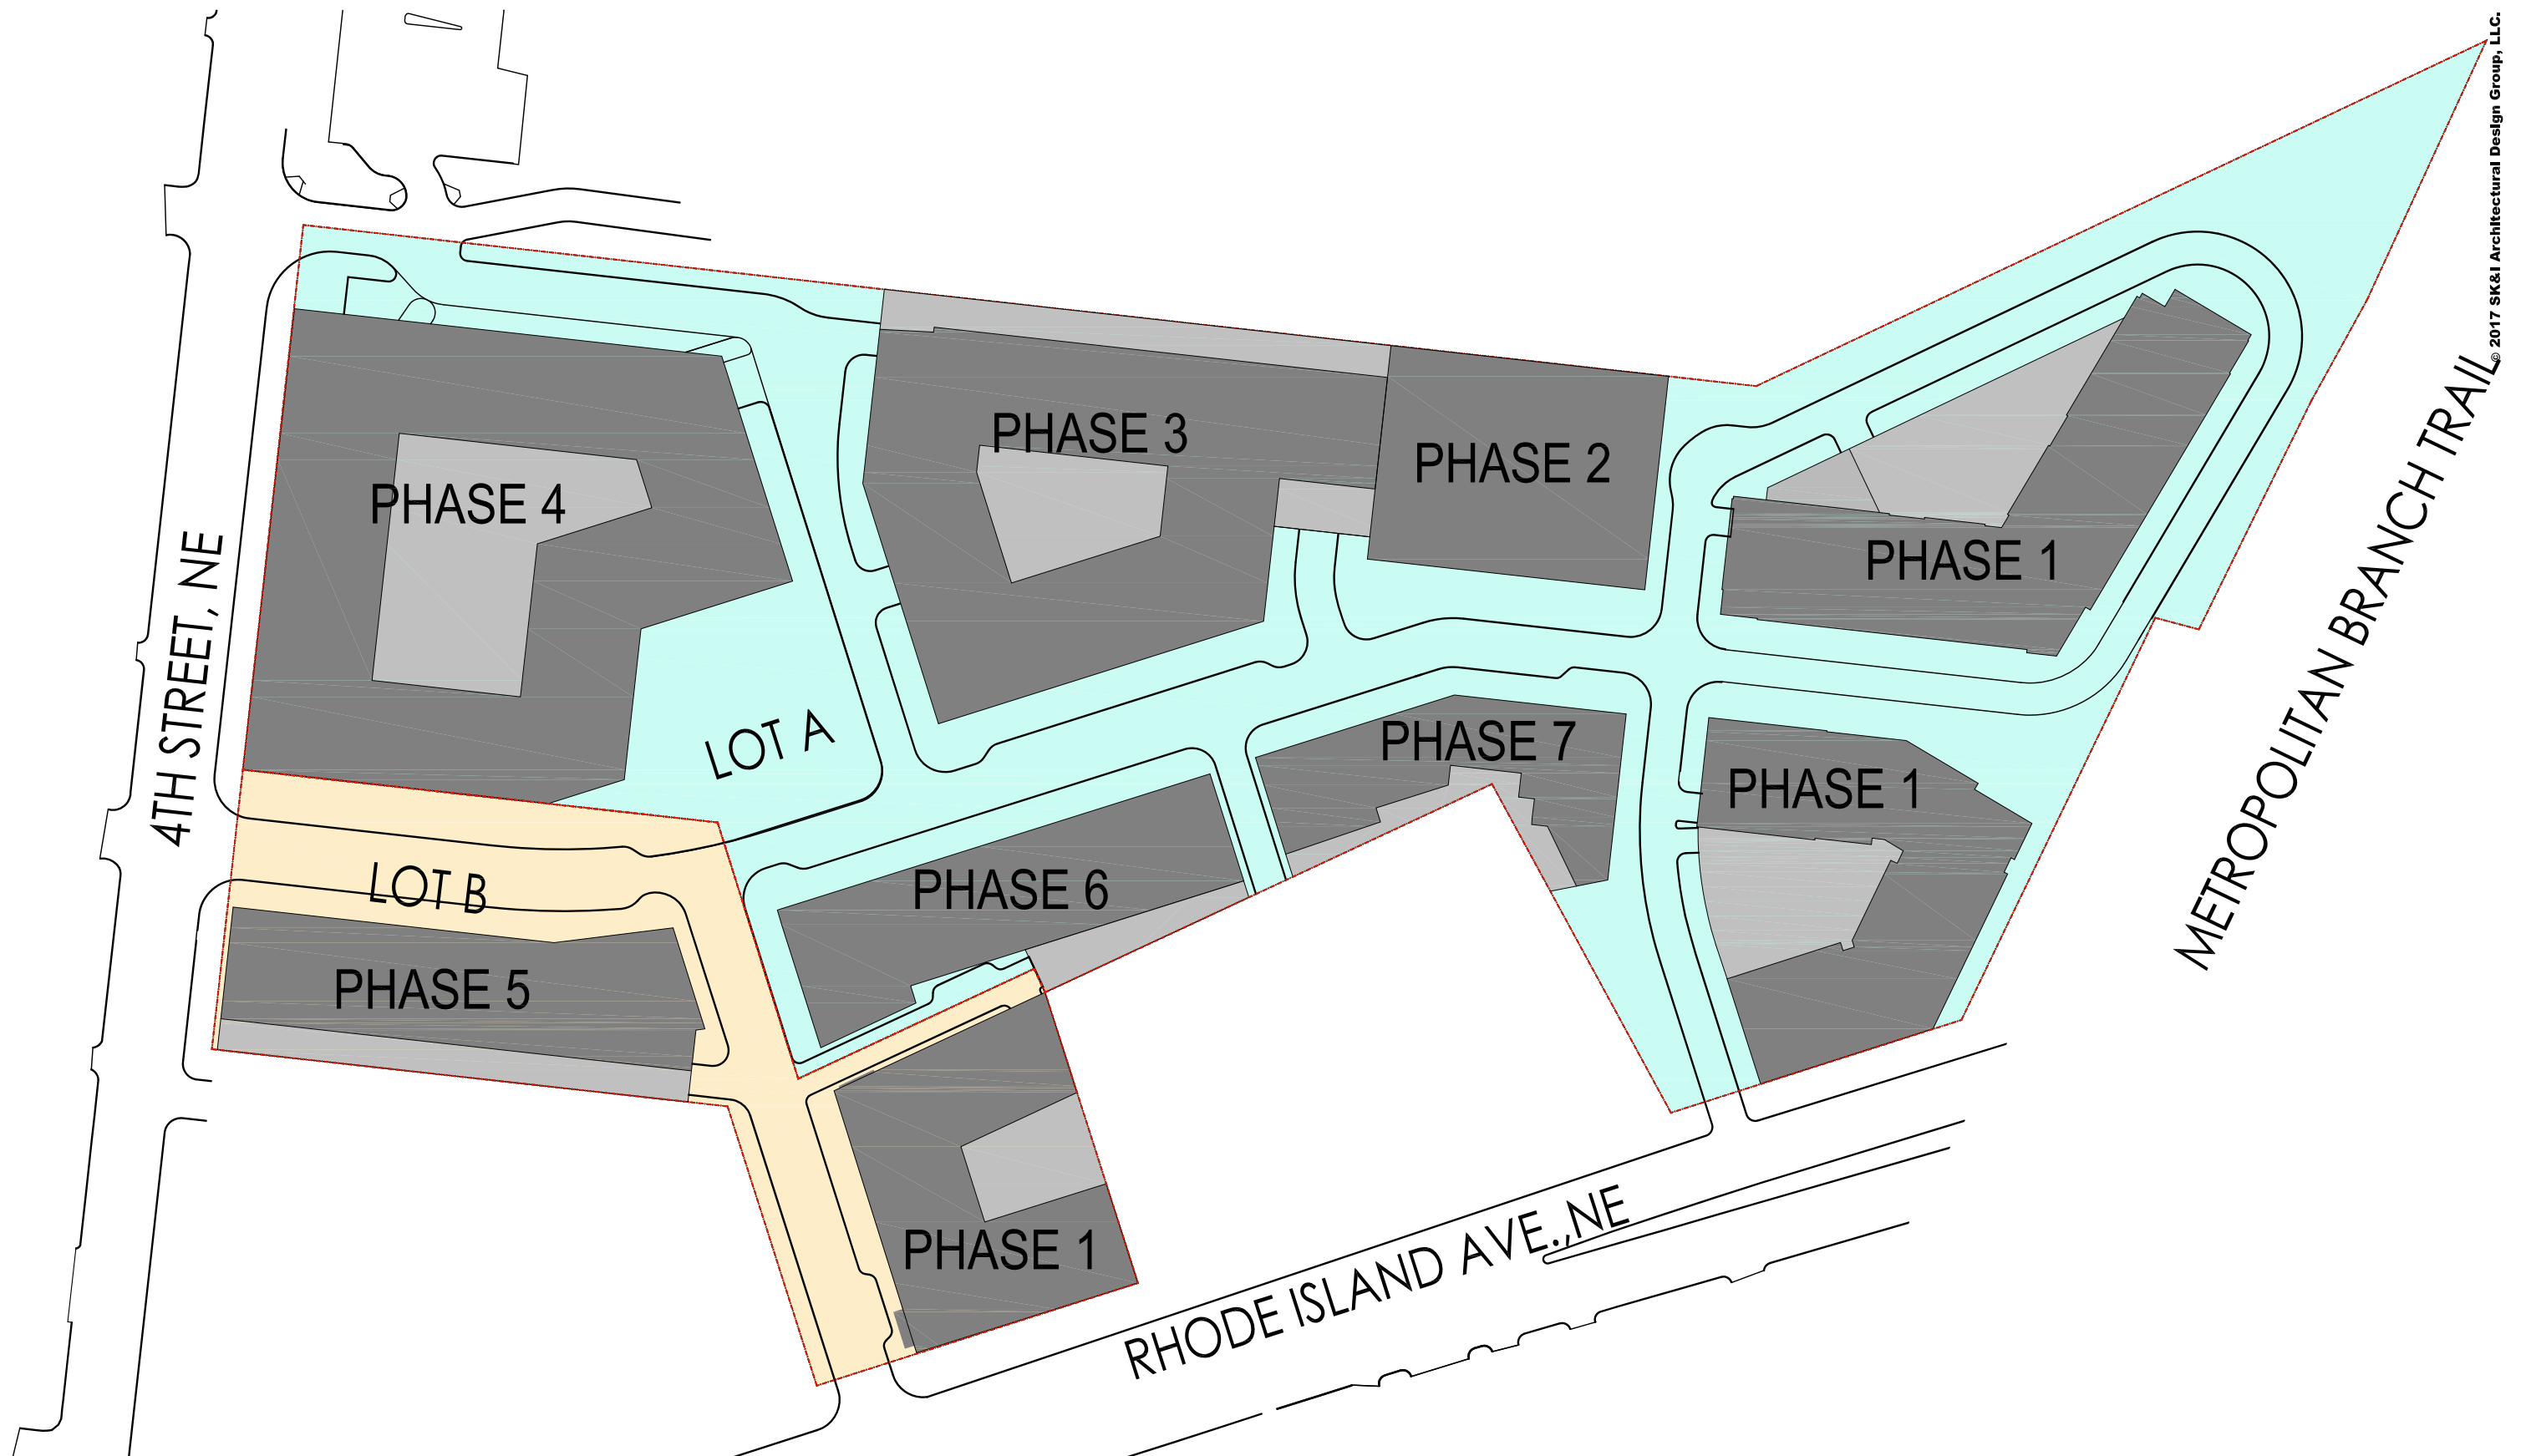 © 2017 SK&I Architectural Design Group, LLC.
PHASE 3
PHASE 2
PHASE 4
PHASE 1
4TH STREET, NE
METROPOLITAN BRANCH TRAIL
LOT A
PHASE 7
PHASE 1
LOT B
PHASE 6
PHASE 5
PHASE 1
RHODE ISLAND AVE.,NE